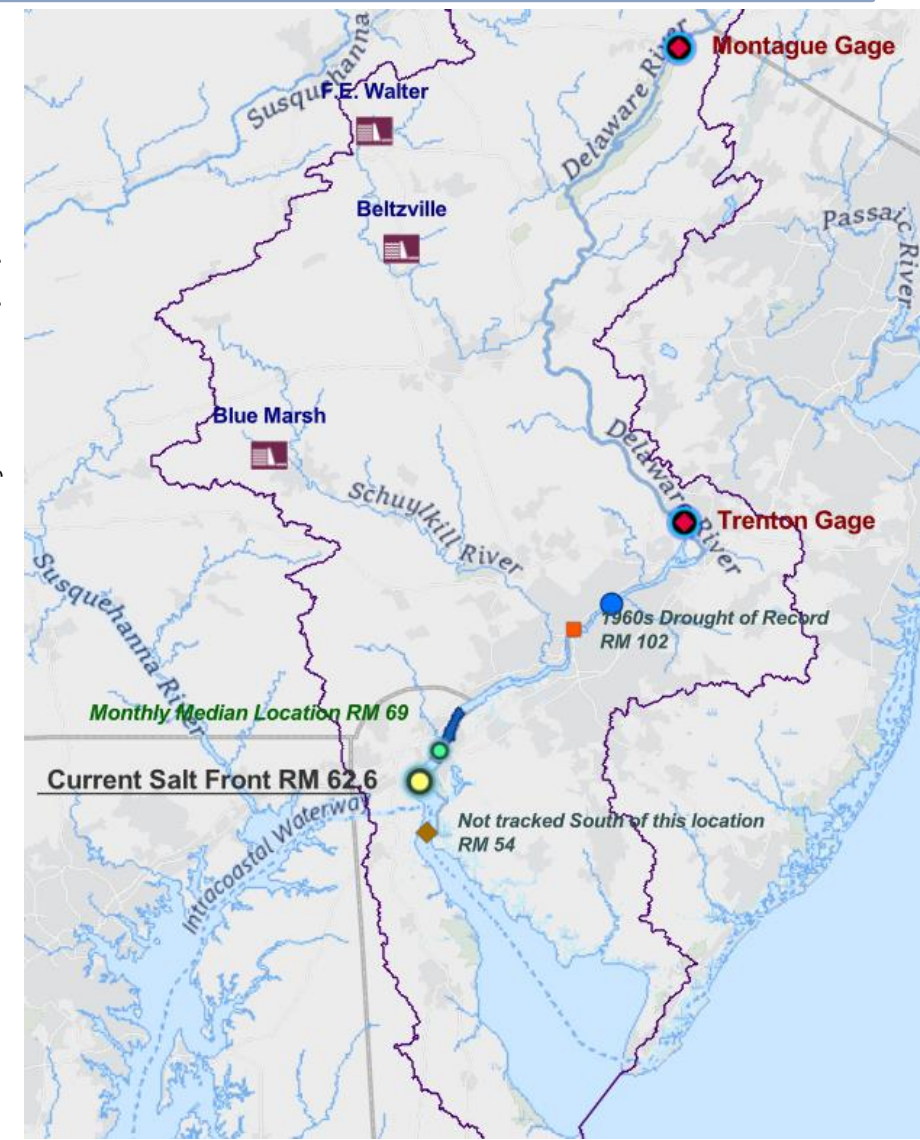 Susquehanna
F.E. Walter
Delaware River
Montague Gage
Beltzville
Passaic River
Blue Marsh
Schuylkill River
Delaware River
Trenton Gage
Susquehanna River
1960s Drought of Record
RM 102
Monthly Median Location RM 69
Current Salt Front RM 62.6
Intracoastal Waterway
Not tracked South of this location
RM 54